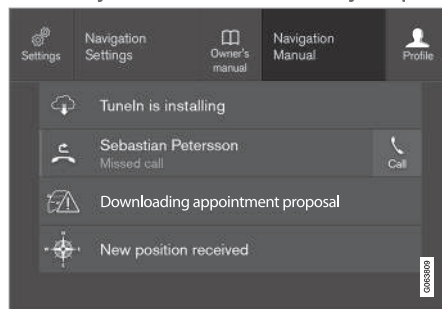 Settings
Navigation
Settings
Owner's
manual
Navigation
Manual
Profile
TuneIn is installing
Sebastian Petersson
Missed call
Call
Downloading appointment proposal
New position received
G063809